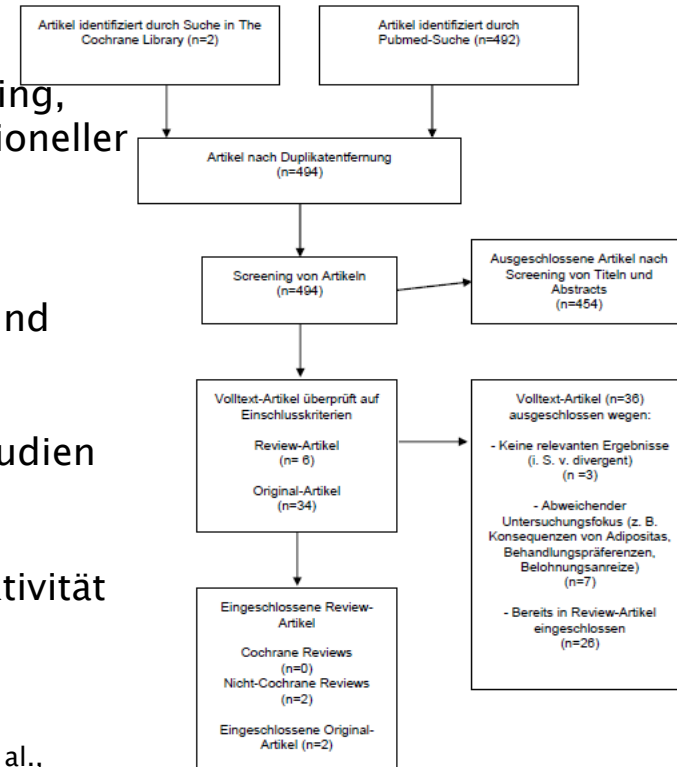 Artikel identifiziert durch Suche in The
Cochrane Library (n=2)
Artikel identifiziert durch
Pubmed-Suche (n=492)
ing,
ioneller
Artikel nach Duplikatentfernung
(n=494)
Screening von Artikeln
(n=494)
Ausgeschlossene Artikel nach
Screening von Titeln und
Abstracts
(n=454)
nd
Volltext-Artikel überprüft auf
Einschlusskriterien
Review-Artikel
(n= 6)
Original-Artikel
(n=34)
Volltext-Artikel (n=36)
ausgeschlossen wegen:
- Keine relevanten Ergebnisse
(i. S. v. divergent)
(n =3)
- Abweichender
Untersuchungsfokus (z. B.
Konsequenzen von Adipositas,
Behandlungspräferenzen,
Belohnungsanreize)
(n=7)
- Bereits in Review-Artikel
eingeschlossen
(n=26)
udien
tivität
Eingeschlossene Review-
Artikel
Cochrane Reviews
(n=0)
Nicht-Cochrane Reviews
(n=2)
Eingeschlossene Original-
Artikel (n=2)
al.,